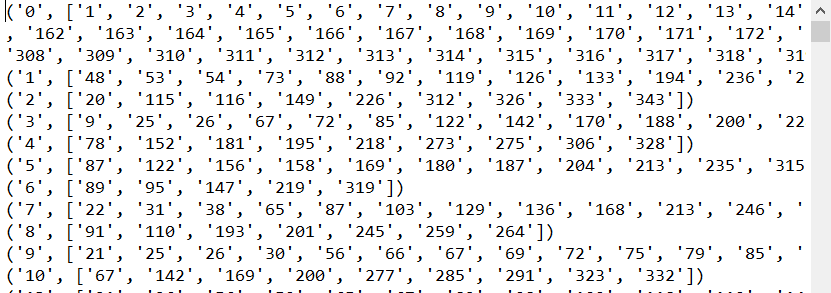 ('0', ['1', '2', '3', '4', '5', '6', '7', '8', '9', '10', '11', '12', '13', '14'
, '162', '163', '164', '165', '166', '167', '168', '169', '170', '171', '172', '
'308', '309', '310', '311', '312', '313', '314', '315', '316', '317', '318', '31
('1', ['48', '53', '54', '73', '88', '92', '119', '126', '133', '194', '236', '2
('2', ['20', '115', '116', '149', '226', '312', '326', '333', '343'])
('3', ['9', '25', '26', '67', '72', '85', '122', '142', '170', '188', '200', '22
('4', ['78', '152', '181', '195', '218', '273', '275', '306', '328'])
('5', ['87', '122', '156', '158', '169', '180', '187', '204', '213', '235', '315
('6', ['89', '95', '147', '219', '319'])
('7', ['22', '31', '38', '65', '87', '103', '129', '136', '168', '213', '246', '
('8', ['91', '110', '193', '201', '245', '259', '264'])
('9', ['21', '25', '26', '30', '56', '66', '67', '69', '72', '75', '79', '85', '
('10', ['67', '142', '169', '200', '277', '285', '291', '323', '332'])